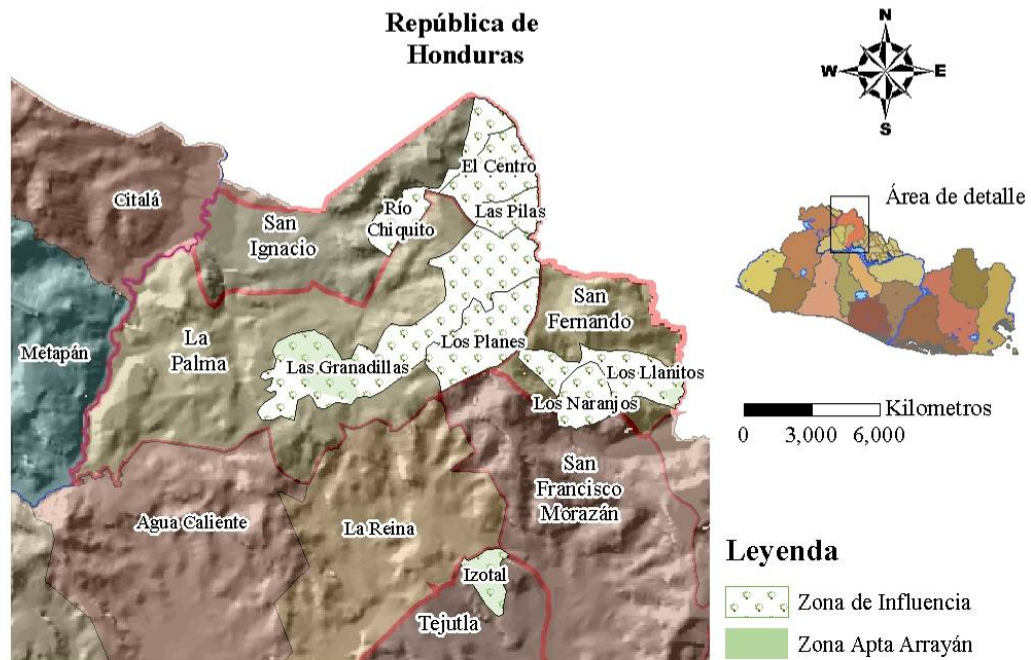 República de
Honduras
N
W
E
S
El Centro
Citalá
Área de detalle
Río
Chiquito
Las Pilas
San
Ignacio
San
Fernando
La
Palma
Metapán
Los Planes
Las Granadillas
Los Llanitos
Los Naranjos
Kilometros
0
3,000
6,000
San
Francisco
Morazán
Agua Caliente
La Reina
Leyenda
Izotal
Zona de Influencia
Tejutla
Zona Apta Arrayán